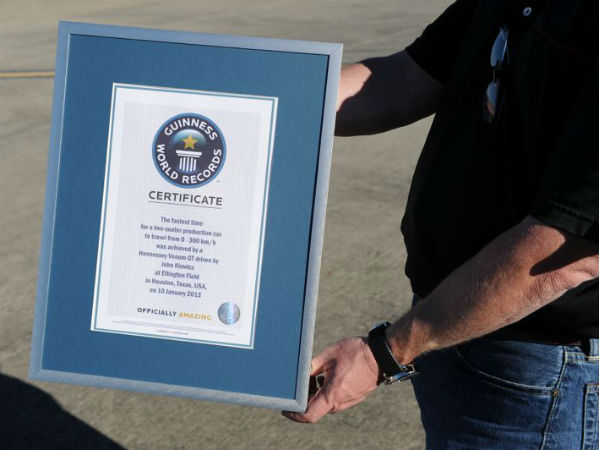 GUINNESS
WORLD RECORDS
CERTIFICATE
The fastest time
for a two-seater production car
to travel from 0 - 300 km/h
was achieved by a
Hennessey Venom GT driven by
John Kiewicz
at Ellington Field
in Houston, Texas, USA,
on 10 January 2013
OFFICIALLY AMAZING